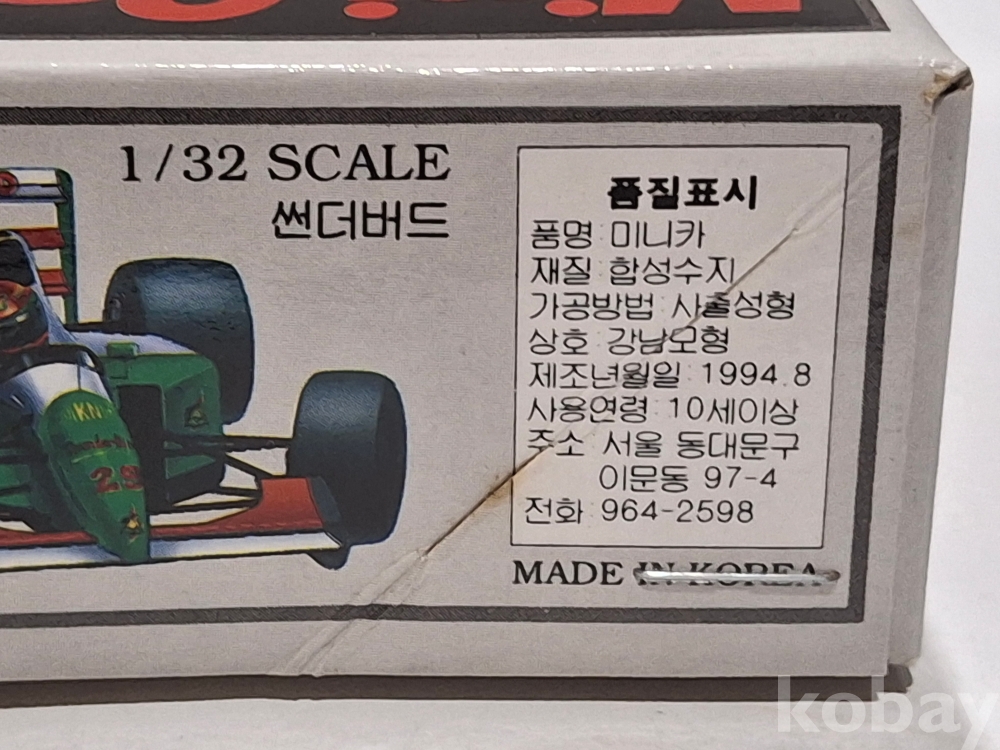 1/32 SCALE
썬더버드
품질표시
품명 미니카
재질 합성수지
가공방법 사출성형
상호 강남모형
제조년월일 1994.8
사용연령 10세이상
주소 서울 동대문구
이문동 97-4
전화 964-2598
MADE IN KOREA
KN
kobay